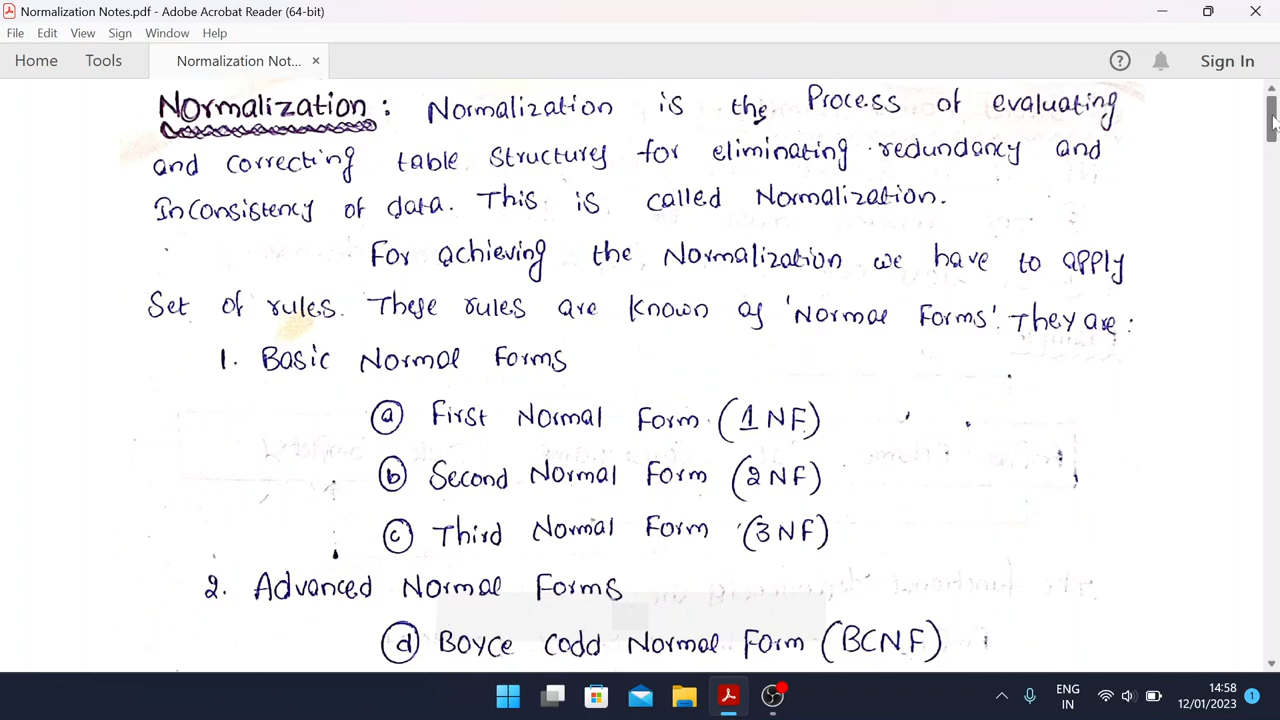 Normalization Notes.pdf - Adobe Acrobat Reader (64-bit)
File Edit View Sign Window Help
Home Tools Normalization Not... × Sign In
Normalization : Normalization is the Process of evaluating
and correcting table structures for eliminating redundancy and
Inconsistency of data. This is called Normalization.
For achieving the Normalization we have to apply
Set of rules. These rules are known as 'Normal Forms'. They are:
1. Basic Normal Forms
(a) First Normal Form (1NF)
(b) Second Normal Form (2NF)
(c) Third Normal Form (3NF)
2. Advanced Normal Forms
(d) Boyce Codd Normal Form (BCNF)
ENG 14:58
IN 12/01/2023 1